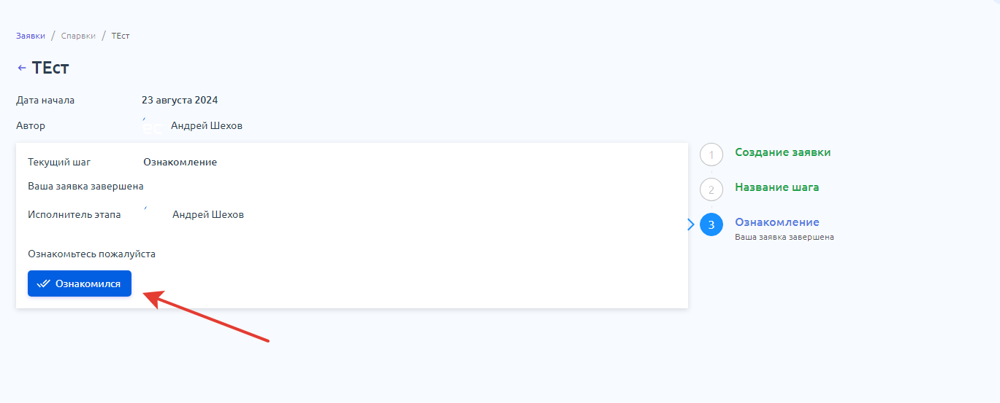 Заявки / Спарвки / ТЕст
← ТЕст
Дата начала 23 августа 2024
Автор Андрей Шехов
Текущий шаг Ознакомление
Ваша заявка завершена
Исполнитель этапа Андрей Шехов
Ознакомьтесь пожалуйста
Ознакомился
1 Создание заявки
2 Название шага
3 Ознакомление
Ваша заявка завершена